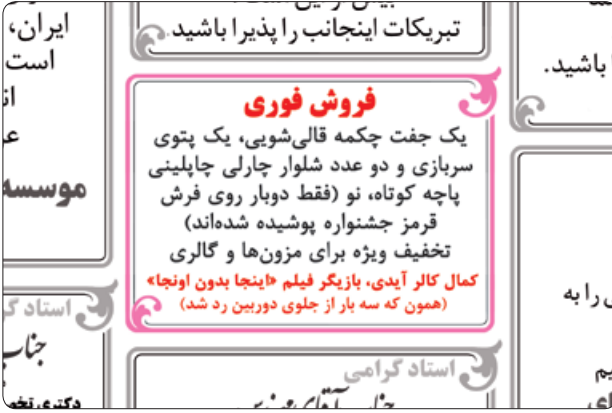 تبریکات اینجانب را پذیرا باشید.
ایران،
است
باشید.
فروش فوری
یک جفت چکمه قالی‌شویی، یک پتوی
سربازی و دو عدد شلوار چارلی چاپلینی
پاچه کوتاه، نو (فقط دوبار روی فرش
قرمز جشنواره پوشیده شده‌اند)
تخفیف ویژه برای مزون‌ها و گالری
کمال کالر آیدی، بازیگر فیلم «اینجا بدون اونجا»
(همون که سه بار از جلوی دوربین رد شد)
موسسه
را به
استاد گرامی